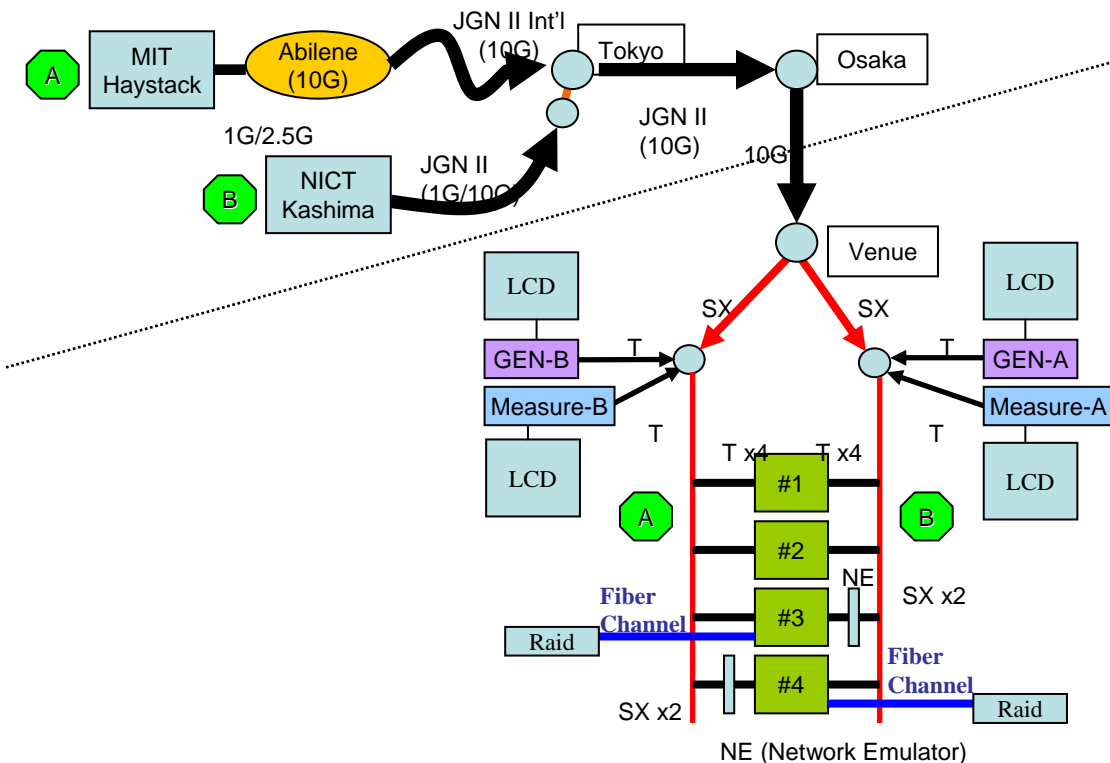 JGN II Int'l
(10G)
A
MIT
Haystack
Abilene
(10G)
Tokyo
Osaka
1G/2.5G
JGN II
(10G)
10G
B
NICT
Kashima
JGN II
(1G/10G)
Venue
LCD
SX
SX
LCD
GEN-B
T
T
GEN-A
Measure-B
Measure-A
T
T
LCD
T x4
T x4
LCD
#1
A
B
#2
NE
SX x2
Fiber
Channel
#3
Raid
Fiber
Channel
#4
SX x2
Raid
NE (Network Emulator)